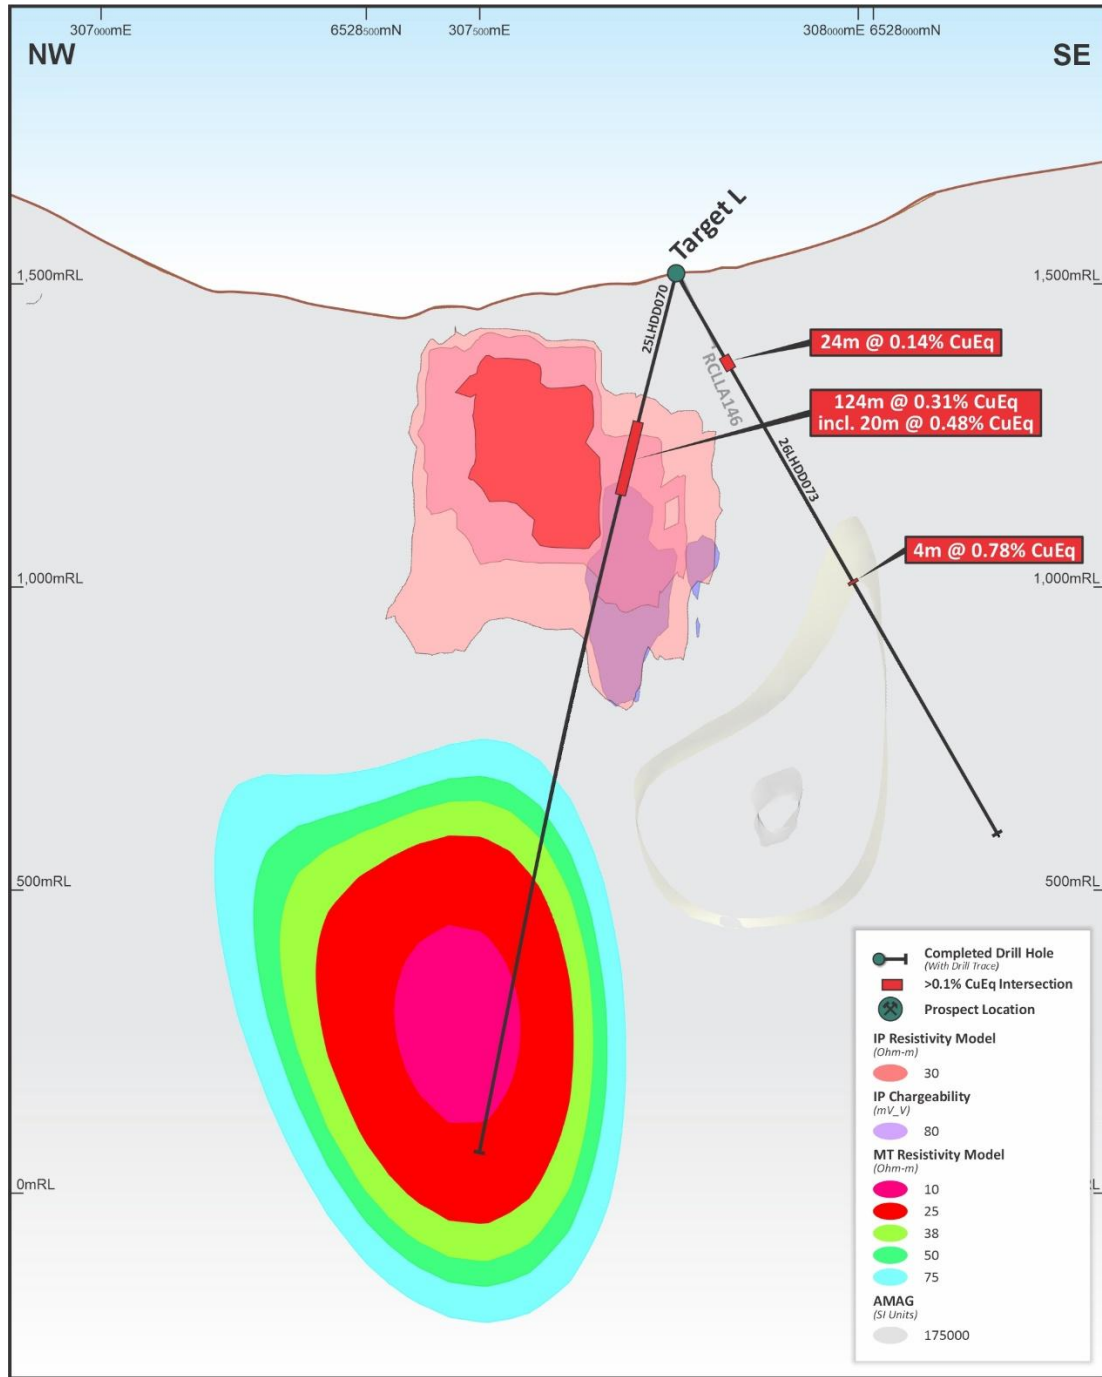 307000mE
6528500mN
307500mE
308000mE
6528000mN
NW
SE
Target L
1,500mRL
1,500mRL
25LHDD070
RCLLA146
24m @ 0.14% CuEq
124m @ 0.31% CuEq
incl. 20m @ 0.48% CuEq
26LHDD073
4m @ 0.78% CuEq
1,000mRL
1,000mRL
500mRL
500mRL
0mRL
Completed Drill Hole
(With Drill Trace)
>0.1% CuEq Intersection
Prospect Location
IP Resistivity Model
(Ohm-m)
30
IP Chargeability
(mV_V)
80
MT Resistivity Model
(Ohm-m)
10
25
38
50
75
AMAG
(SI Units)
175000